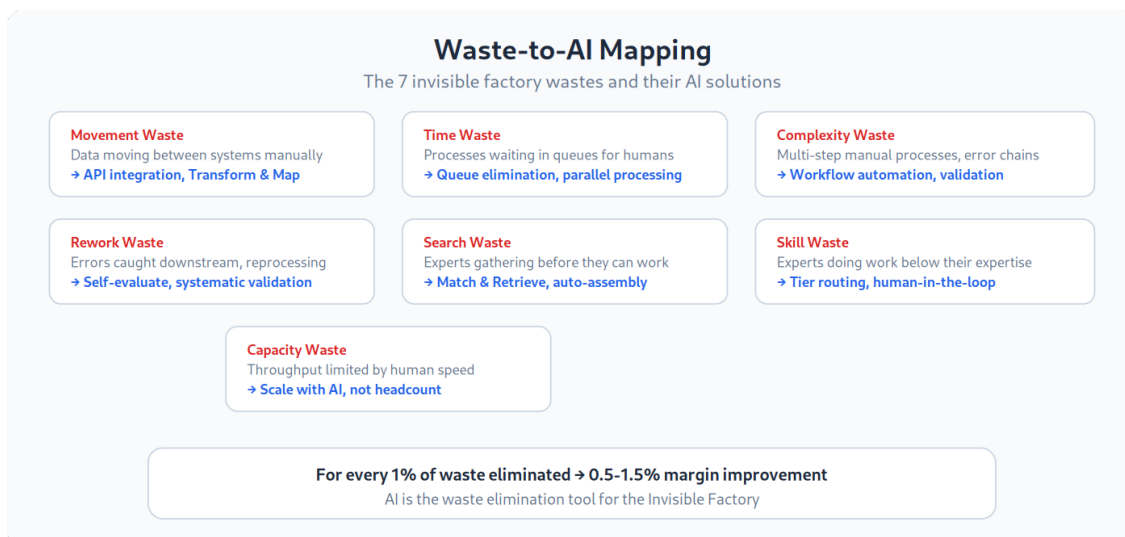 Waste-to-AI Mapping
The 7 invisible factory wastes and their AI solutions
Movement Waste
Data moving between systems manually
→ API integration, Transform & Map
Time Waste
Processes waiting in queues for humans
→ Queue elimination, parallel processing
Complexity Waste
Multi-step manual processes, error chains
→ Workflow automation, validation
Rework Waste
Errors caught downstream, reprocessing
→ Self-evaluate, systematic validation
Search Waste
Experts gathering before they can work
→ Match & Retrieve, auto-assembly
Skill Waste
Experts doing work below their expertise
→ Tier routing, human-in-the-loop
Capacity Waste
Throughput limited by human speed
→ Scale with AI, not headcount
For every 1% of waste eliminated → 0.5-1.5% margin improvement
AI is the waste elimination tool for the Invisible Factory